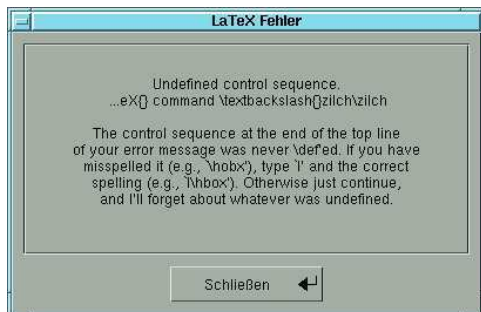 LaTeX Fehler
Undefined control sequence.
...eX{} command \textbackslash{}zilch\zilch
The control sequence at the end of the top line
of your error message was never \def'ed. If you have
misspelled it (e.g., `\hobx'), type `I' and the correct
spelling (e.g., `I\hbox'). Otherwise just continue,
and I'll forget about whatever was undefined.
Schließen